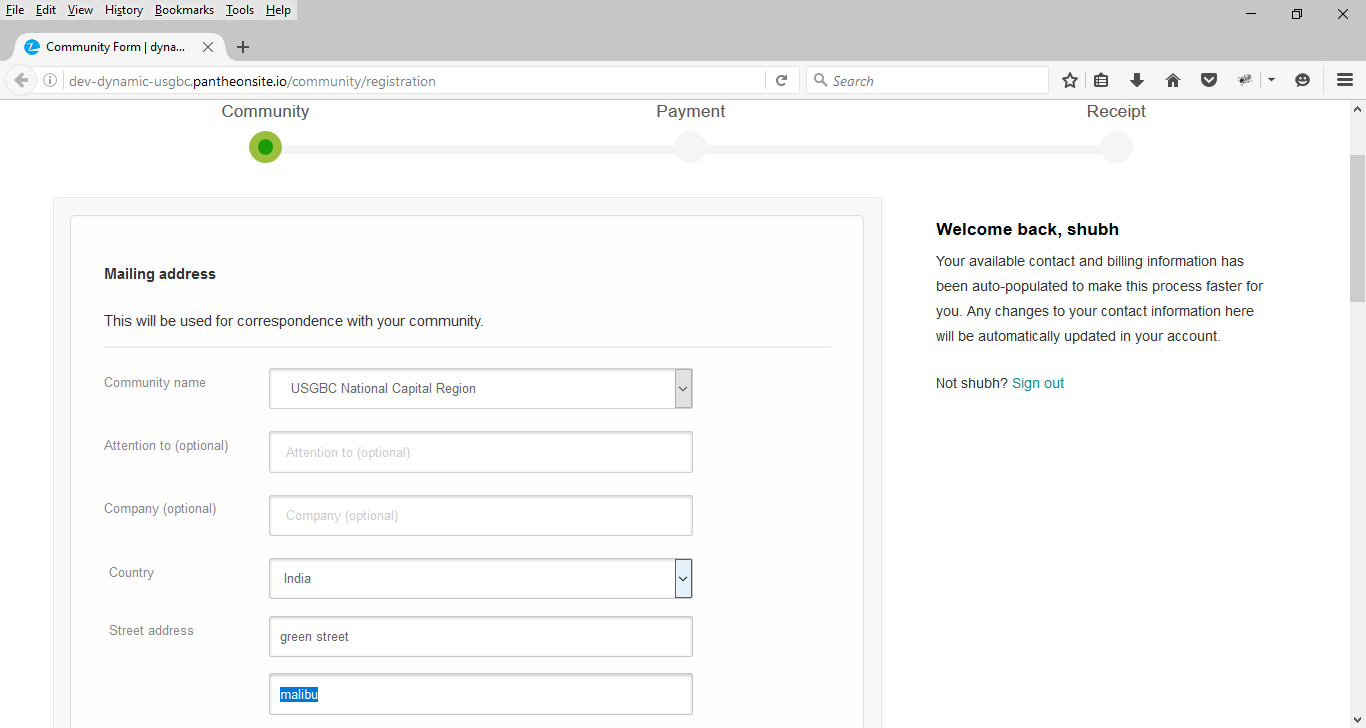 File Edit View History Bookmarks Tools Help
Community Form | dyna...
dev-dynamic-usgbc.pantheonsite.io/community/registration
Search
Community Payment Receipt
Mailing address
This will be used for correspondence with your community.
Community name
USGBC National Capital Region
Attention to (optional)
Attention to (optional)
Company (optional)
Company (optional)
Country
India
Street address
green street
malibu
Welcome back, shubh
Your available contact and billing information has
been auto-populated to make this process faster for
you. Any changes to your contact information here
will be automatically updated in your account.
Not shubh? Sign out